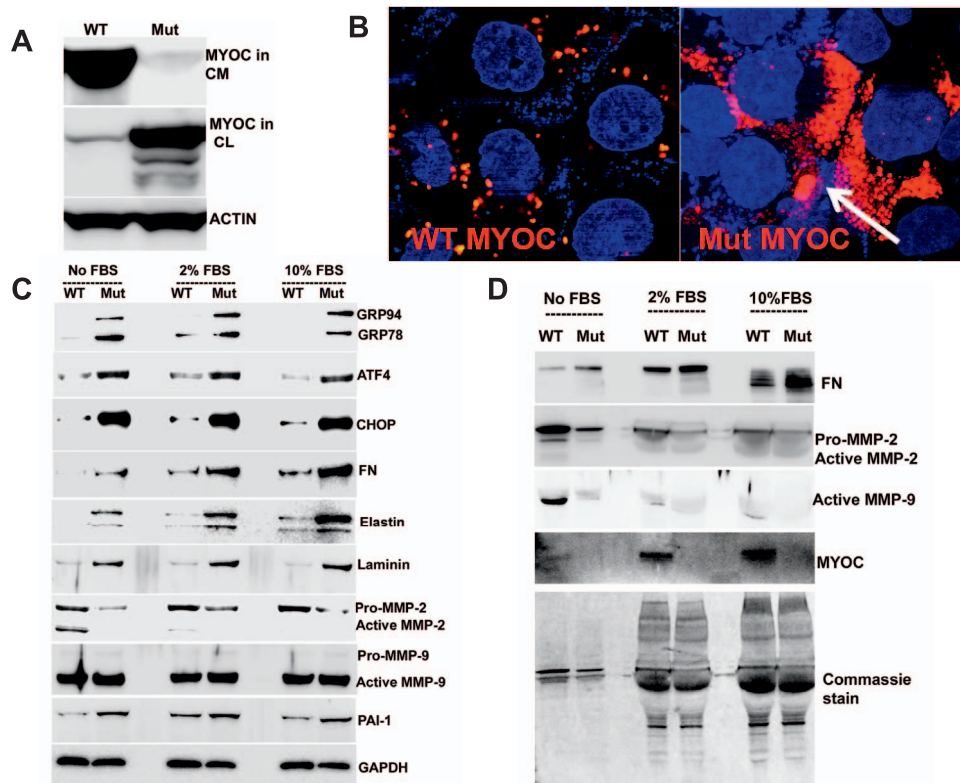 A
WT Mut
MYOC in
CM
MYOC in
CL
ACTIN
B
WT MYOC
Mut MYOC
C
No FBS 2% FBS 10% FBS
WT Mut WT Mut WT Mut
GRP94
GRP78
ATF4
CHOP
FN
Elastin
Laminin
Pro-MMP-2
Active MMP-2
Pro-MMP-9
Active MMP-9
PAI-1
GAPDH
D
No FBS 2% FBS 10%FBS
WT Mut WT Mut WT Mut
FN
Pro-MMP-2
Active MMP-2
Active MMP-9
MYOC
Commassie
stain